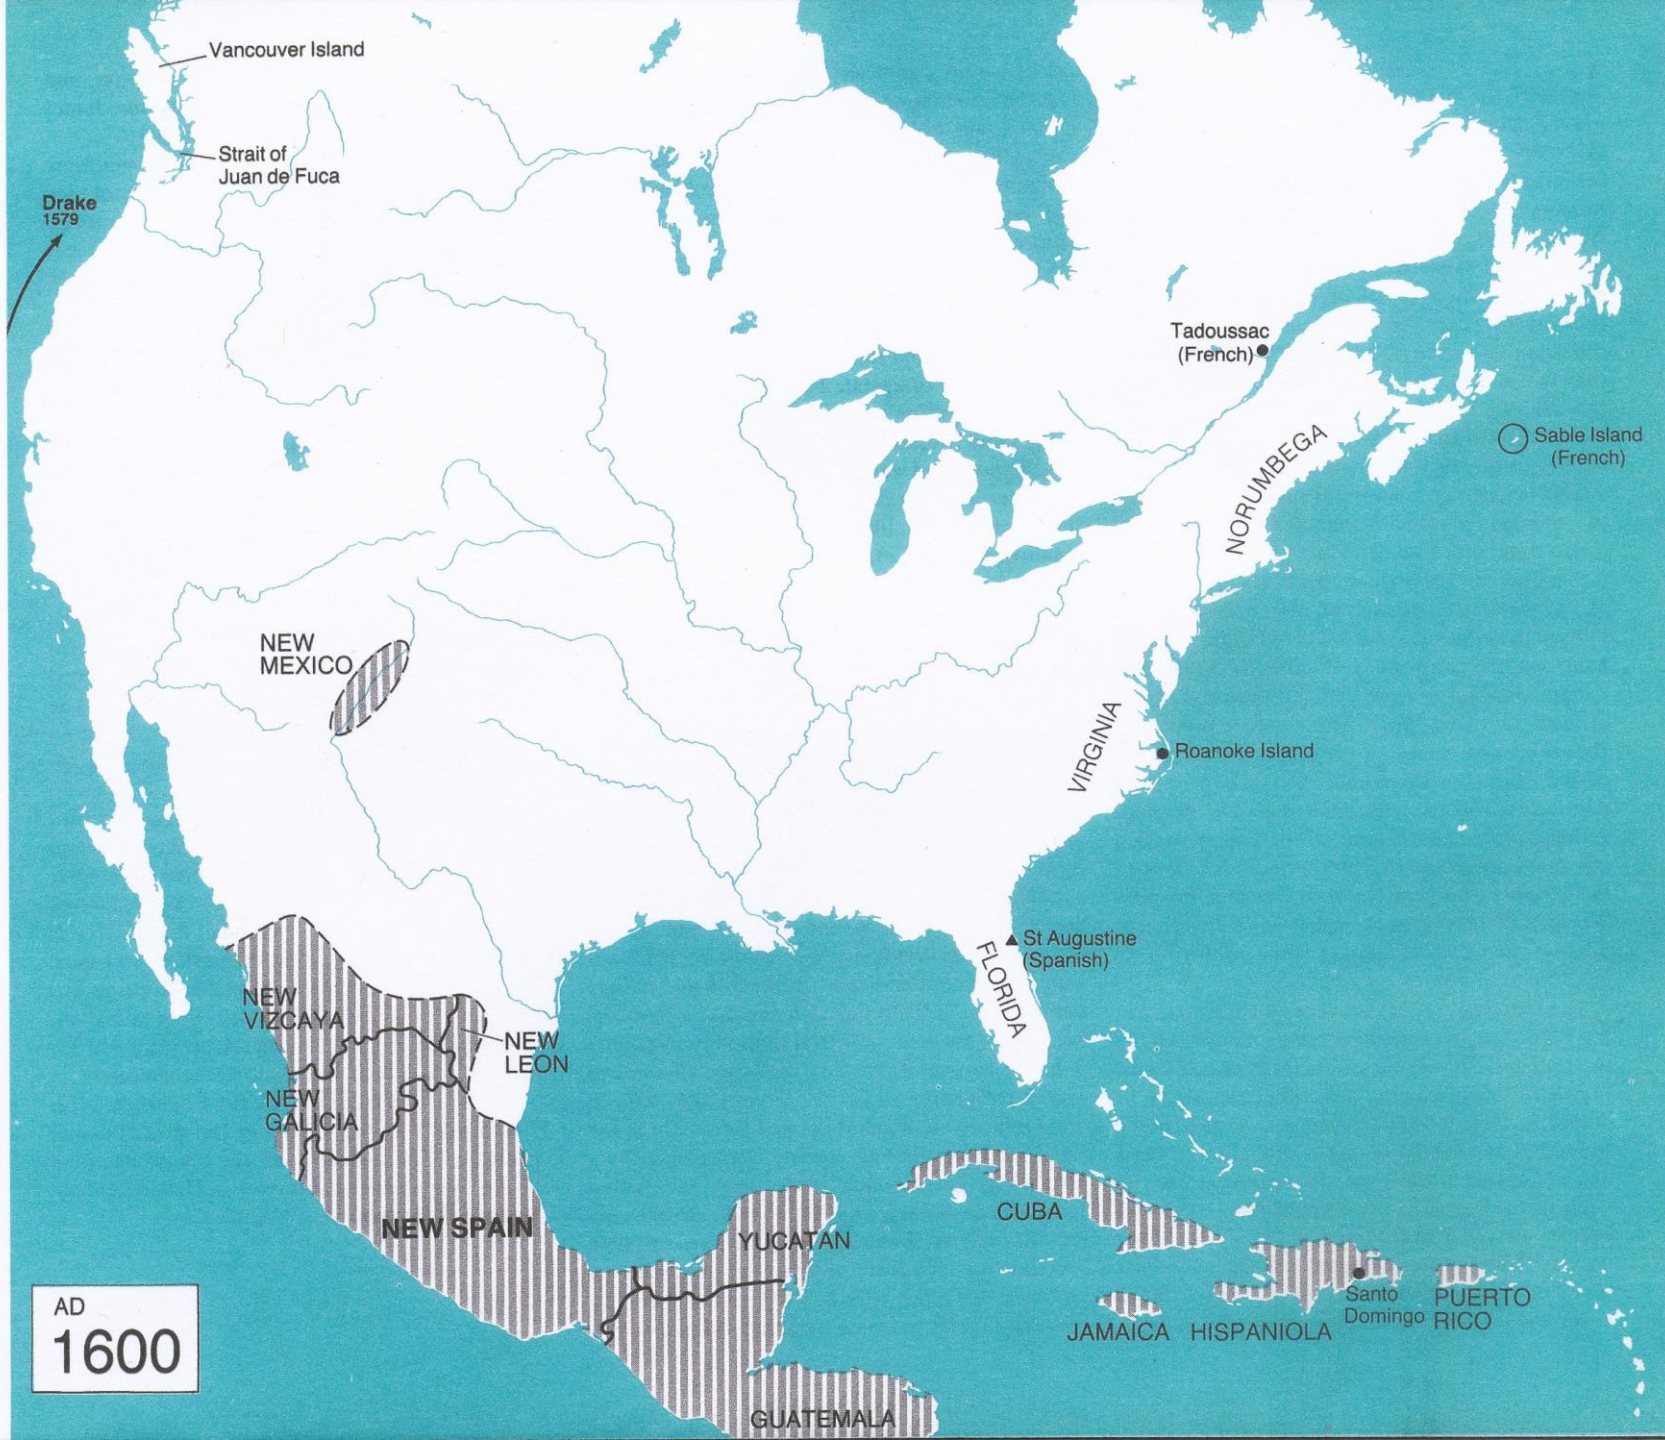 Vancouver Island
Strait of
Juan de Fuca
Drake
1579
Tadoussac
(French)
Sable Island
(French)
NORUMBEGA
NEW
MEXICO
VIRGINIA
Roanoke Island
St Augustine
(Spanish)
FLORIDA
NEW
VIZCAYA
NEW
LEON
NEW
GALICIA
NEW SPAIN
YUCATAN
CUBA
Santo
Domingo
PUERTO
RICO
JAMAICA
HISPANIOLA
GUATEMALA
AD
1600